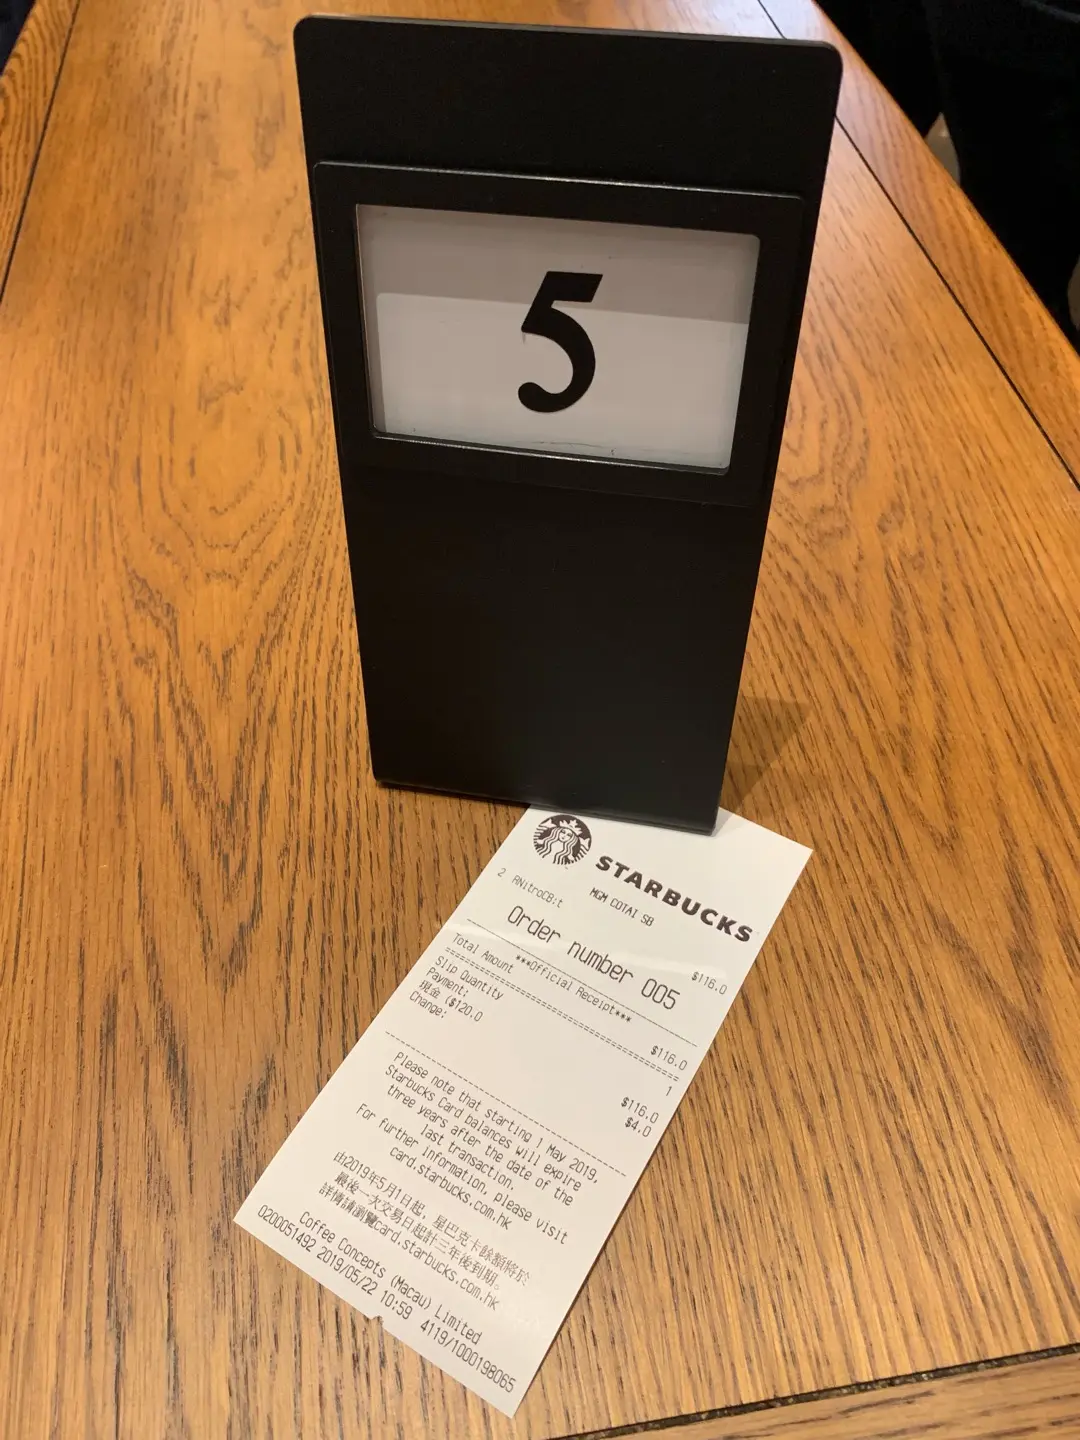 5
STARBUCKS
MGM COTAI SB
2 RNitroCB:t $116.0
Order number 005
***Official Receipt***
Total Amount $116.0
Slip Quantity 1
Payment:
現金 ($120.0 $116.0
Change: $4.0
Please note that starting 1 May 2019,
Starbucks Card balances will expire
three years after the date of the
last transaction.
For further information, please visit
card.starbucks.com.hk
由2019年5月1日起，星巴克卡餘額將於
最後一次交易日起計三年後到期。
詳情請瀏覽card.starbucks.com.hk
Coffee Concepts (Macau) Limited
0200051492 2019/05/22 10:59 4119/1000198065